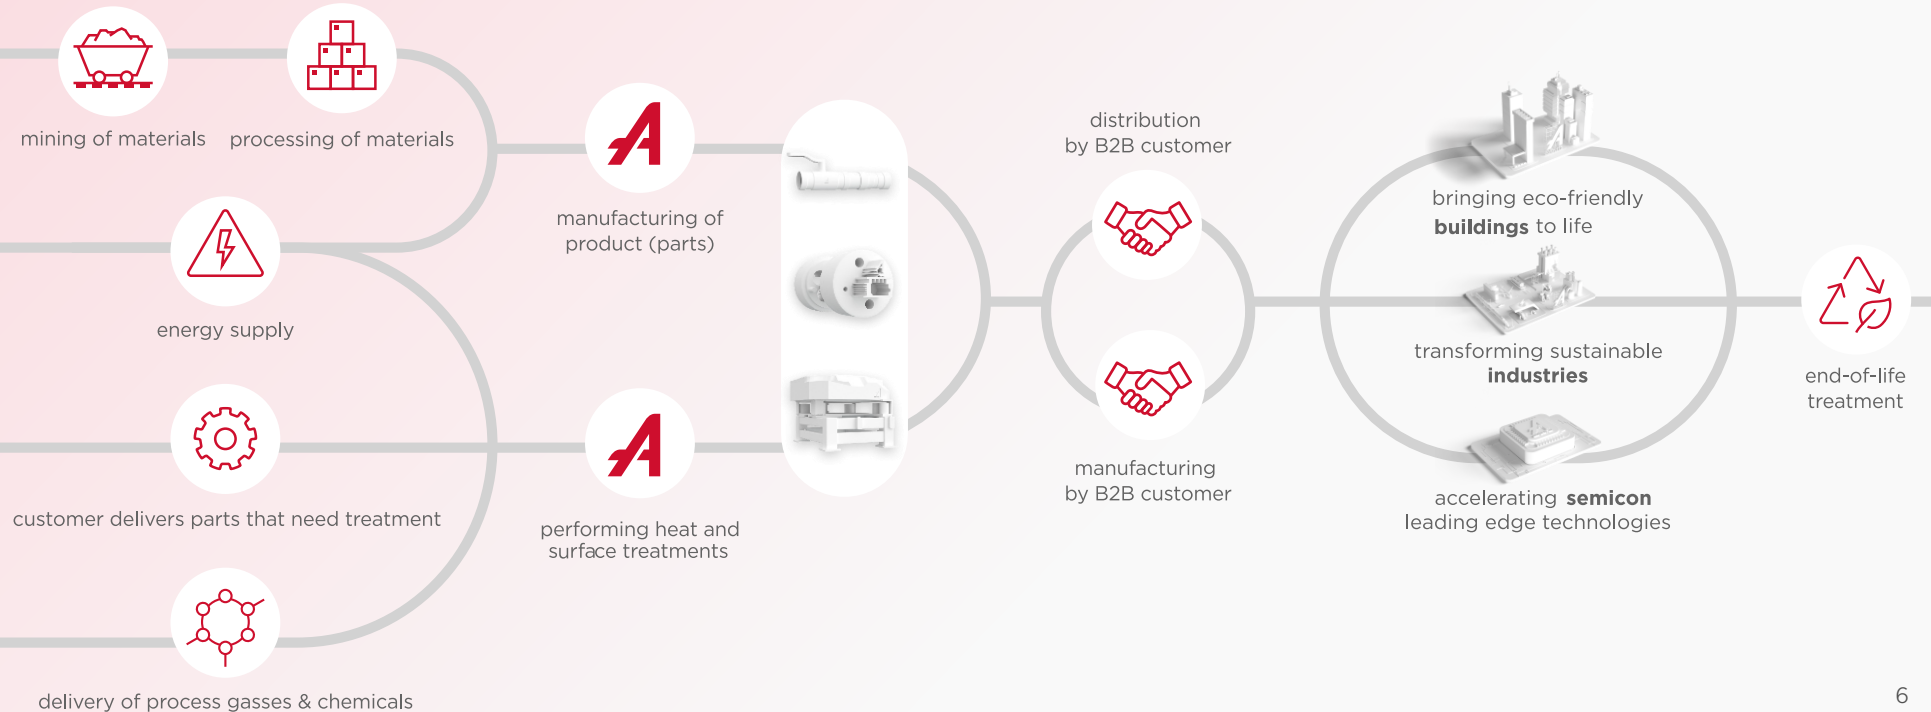 mining of materials
processing of materials
energy supply
customer delivers parts that need treatment
delivery of process gasses & chemicals
manufacturing of
product (parts)
performing heat and
surface treatments
distribution
by B2B customer
manufacturing
by B2B customer
bringing eco-friendly
buildings to life
transforming sustainable
industries
accelerating semicon
leading edge technologies
end-of-life
treatment
6